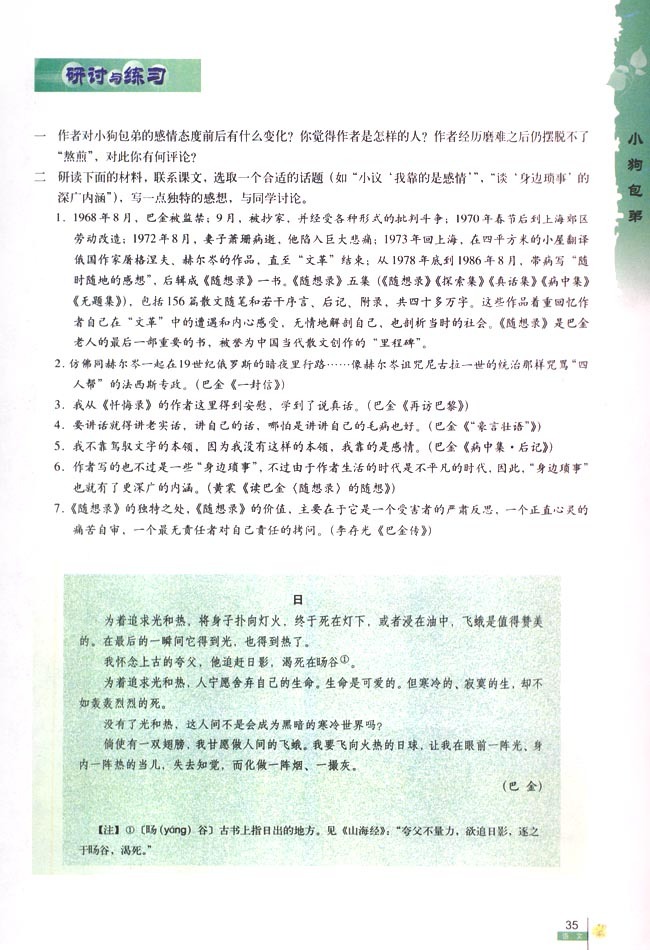 研讨与练习
小狗包弟
一 作者对小狗包弟的感情态度前后有什么变化？你觉得作者是怎样的人？作者经历磨难之后仍摆脱不了
“熬煎”，对此你有何评论？
二 研读下面的材料，联系课文，选取一个合适的话题（如“小议‘我靠的是感情’”，“谈‘身边琐事’的
深广内涵”），写一点独特的感想，与同学讨论。
1. 1968年8月，巴金被监禁；9月，被抄家，并经受各种形式的批判斗争；1970年春节后到上海郊区
劳动改造；1972年8月，妻子萧珊病逝，他陷入巨大悲痛；1973年回上海，在四平方米的小屋翻译
俄国作家屠格涅夫、赫尔岑的作品，直至“文革”结束；从1978年底到1986年8月，带病写“随
时随地的感想”，后辑成《随想录》一书。《随想录》五集（《随想录》《探索集》《真话集》《病中集》
《无题集》），包括156篇散文随笔和若干序言、后记、附录，共四十多万字。这些作品着重回忆作
者自己在“文革”中的遭遇和内心感受，无情地解剖自己，也剖析当时的社会。《随想录》是巴金
老人的最后一部重要的书，被誉为中国当代散文创作的“里程碑”。
2. 仿佛同赫尔岑一起在19世纪俄罗斯的暗夜里行路……像赫尔岑诅咒尼古拉一世的统治那样咒骂“四
人帮”的法西斯专政。（巴金《一封信》）
3. 我从《忏悔录》的作者这里得到安慰，学到了说真话。（巴金《再访巴黎》）
4. 要讲话就得讲老实话，讲自己的话，哪怕是讲讲自己的毛病也好。（巴金《“豪言壮语”》）
5. 我不靠驾驭文字的本领，因为我没有这样的本领，我靠的是感情。（巴金《病中集·后记》）
6. 作者写的也不过是一些“身边琐事”，不过由于作者生活的时代是不平凡的时代，因此，“身边琐事”
也就有了更深广的内涵。（黄裳《读巴金〈随想录〉的随想》）
7.《随想录》的独特之处，《随想录》的价值，主要在于它是一个受害者的严肃反思，一个正直心灵的
痛苦自审，一个最无责任者对自己责任的拷问。（李存光《巴金传》）
日
为着追求光和热，将身子扑向灯火，终于死在灯下，或者浸在油中，飞蛾是值得赞美
的。在最后的一瞬间它得到光，也得到热了。
我怀念上古的夸父，他追赶日影，渴死在旸谷①。
为着追求光和热，人宁愿舍弃自己的生命。生命是可爱的。但寒冷的、寂寞的生，却不
如轰轰烈烈的死。
没有了光和热，这人间不是会成为黑暗的寒冷世界吗？
倘使有一双翅膀，我甘愿做人间的飞蛾。我要飞向火热的日球，让我在眼前一阵光、身
内一阵热的当儿，失去知觉，而化做一阵烟、一撮灰。
（巴 金）
【注】①〔旸(yáng)谷〕古书上指日出的地方。见《山海经》：“夸父不量力，欲追日影，逐之
于旸谷，渴死。”
35
语文